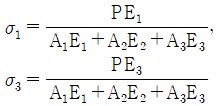 σ₁ = PE₁ / (A₁E₁+A₂E₂+A₃E₃),
σ₃ = PE₃ / (A₁E₁+A₂E₂+A₃E₃)